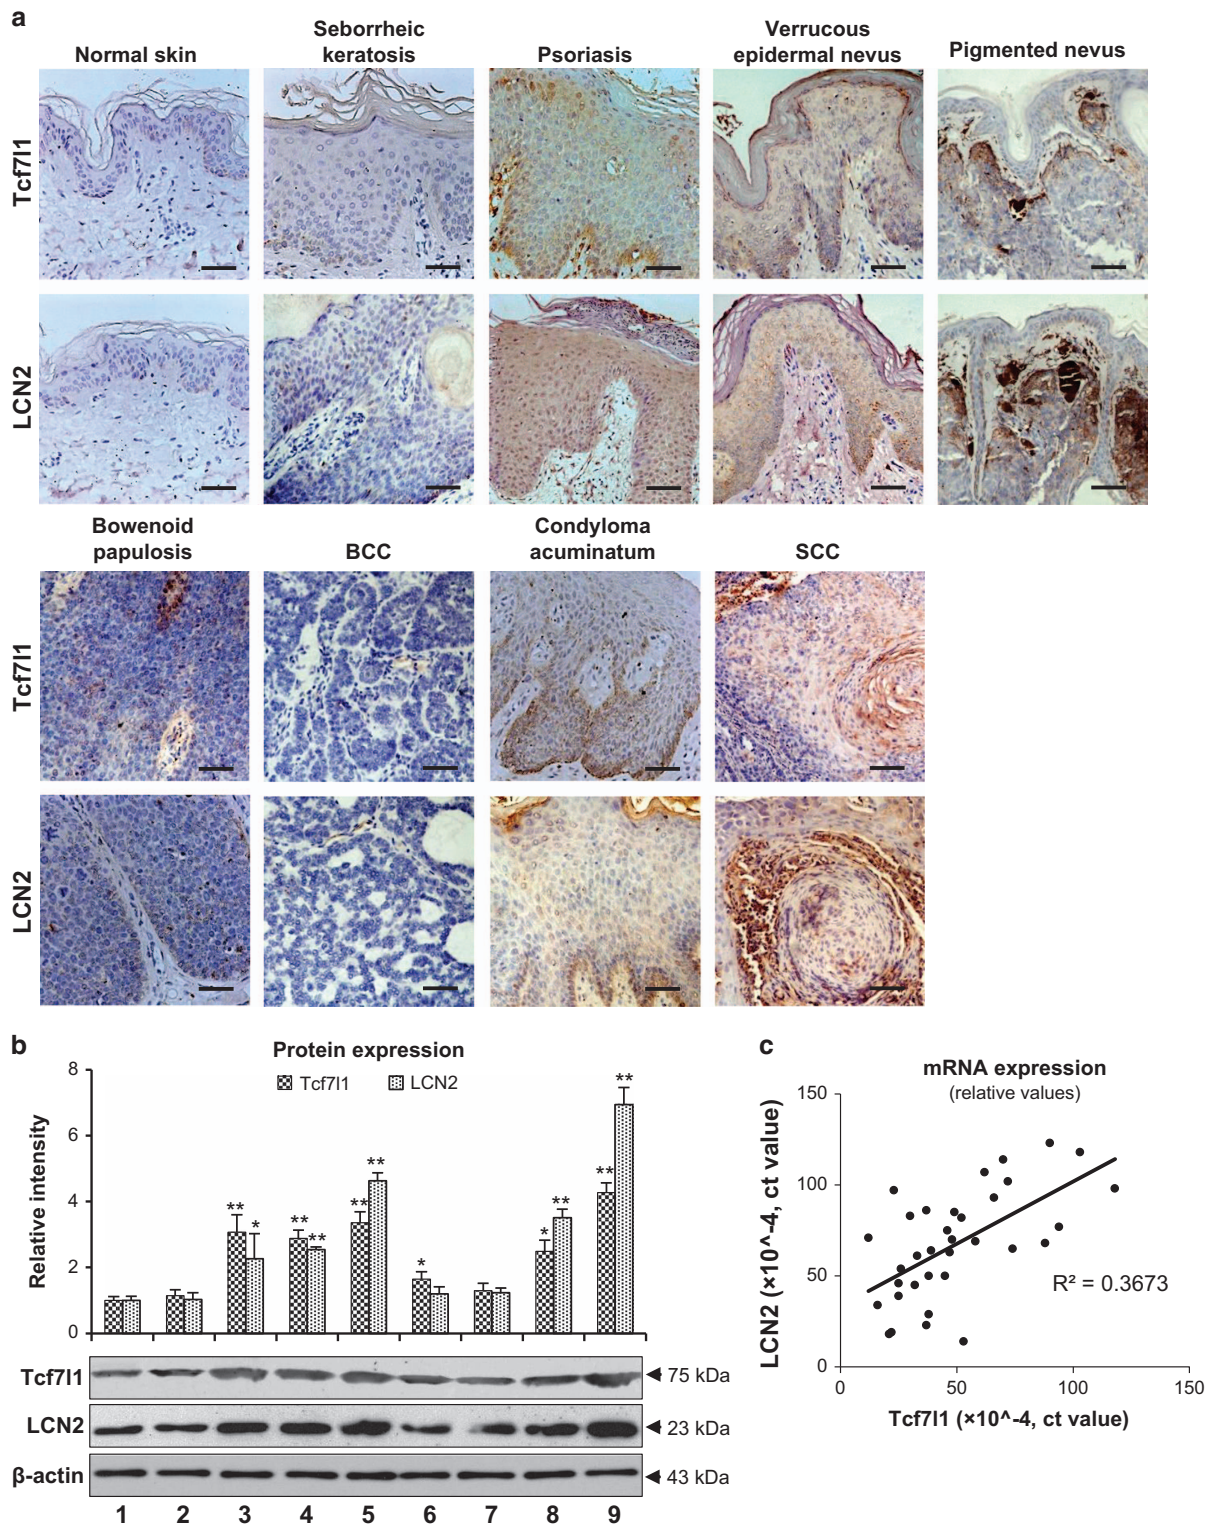 a
Normal skin
Seborrheic
keratosis
Psoriasis
Verrucous
epidermal nevus
Pigmented nevus
Tcf7l1
LCN2
Bowenoid
papulosis
BCC
Condyloma
acuminatum
SCC
Tcf7l1
LCN2
b
Protein expression
Tcf7l1
LCN2
Relative intensity
8
6
4
2
0
**
*
**
**
**
**
*
*
**
**
**
Tcf7l1
75 kDa
LCN2
23 kDa
β-actin
43 kDa
1 2 3 4 5 6 7 8 9
c
mRNA expression
(relative values)
LCN2 (×10^-4, ct value)
150
100
50
0
R² = 0.3673
0 50 100 150
Tcf7l1 (×10^-4, ct value)